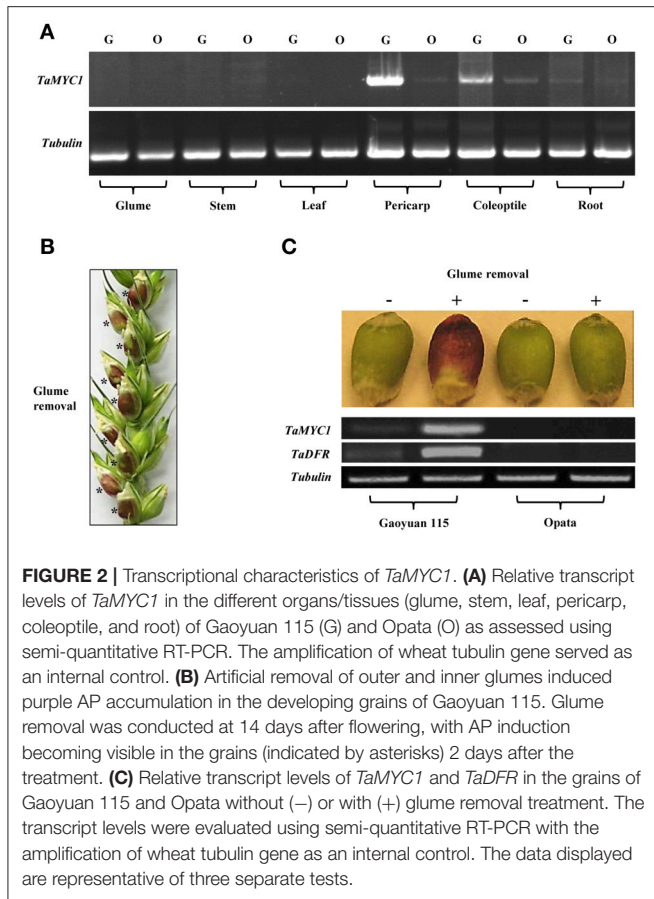 A
G O G O G O G O G O G O
TaMYC1
Tubulin
Glume Stem Leaf Pericarp Coleoptile Root
B
Glume
removal
* * * * * * * * *
C
Glume removal
- + - +
TaMYC1
TaDFR
Tubulin
Gaoyuan 115 Opata
FIGURE 2 | Transcriptional characteristics of TaMYC1. (A) Relative transcript
levels of TaMYC1 in the different organs/tissues (glume, stem, leaf, pericarp,
coleoptile, and root) of Gaoyuan 115 (G) and Opata (O) as assessed using
semi-quantitative RT-PCR. The amplification of wheat tubulin gene served as
an internal control. (B) Artificial removal of outer and inner glumes induced
purple AP accumulation in the developing grains of Gaoyuan 115. Glume
removal was conducted at 14 days after flowering, with AP induction
becoming visible in the grains (indicated by asterisks) 2 days after the
treatment. (C) Relative transcript levels of TaMYC1 and TaDFR in the grains of
Gaoyuan 115 and Opata without (−) or with (+) glume removal treatment. The
transcript levels were evaluated using semi-quantitative RT-PCR with the
amplification of wheat tubulin gene as an internal control. The data displayed
are representative of three separate tests.